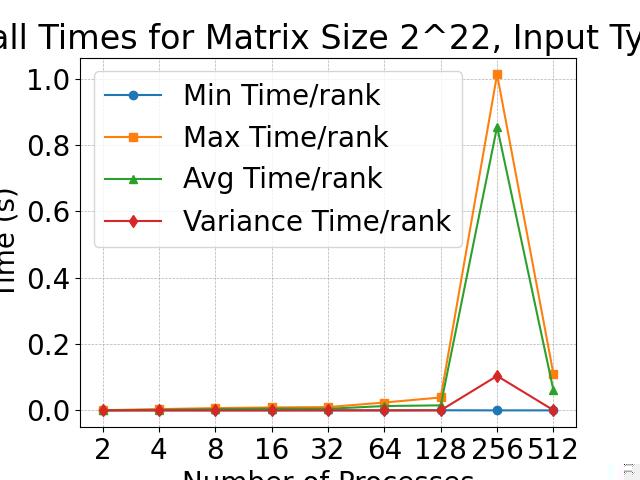 all Times for Matrix Size 2^22, Input Ty
Min Time/rank
Max Time/rank
Avg Time/rank
Variance Time/rank
Time (s)
1.0
0.8
0.6
0.4
0.2
0.0
2 4 8 16 32 64 128 256 512
Number of Processes